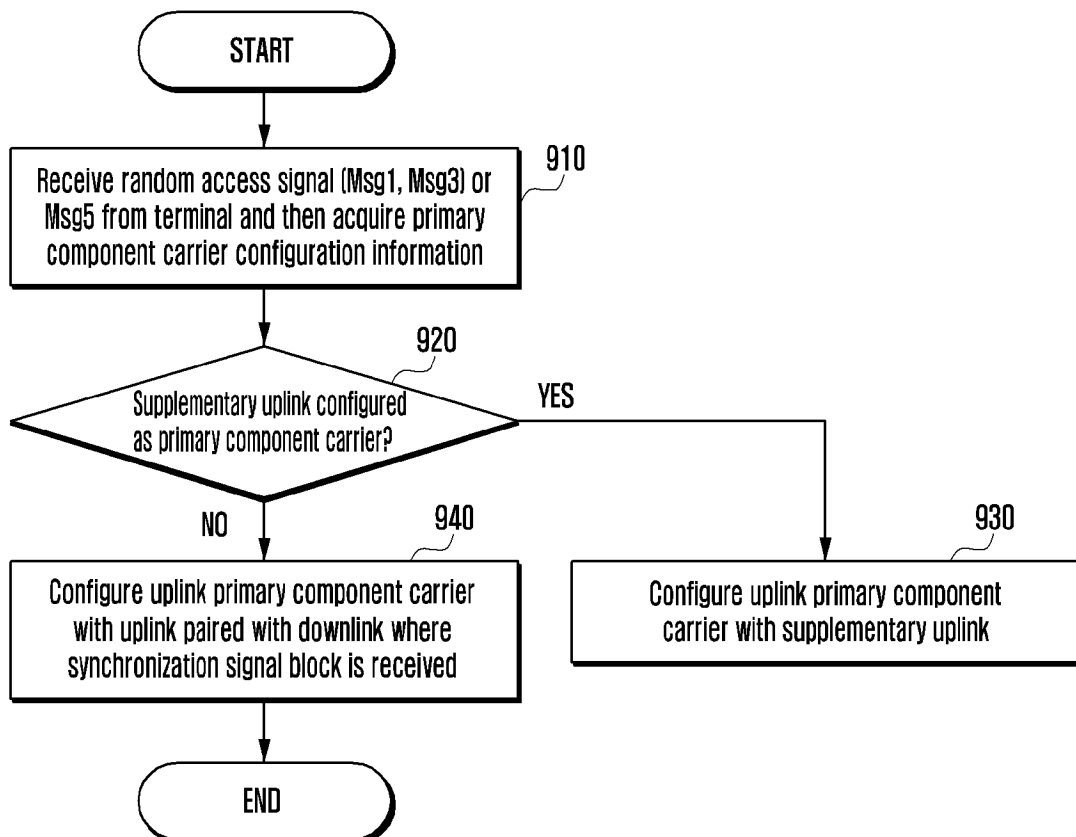 START
910
Receive random access signal (Msg1, Msg3) or
Msg5 from terminal and then acquire primary
component carrier configuration information
920
Supplementary uplink configured
as primary component carrier?
YES
NO
940
Configure uplink primary component carrier
with uplink paired with downlink where
synchronization signal block is received
930
Configure uplink primary component
carrier with supplementary uplink
END